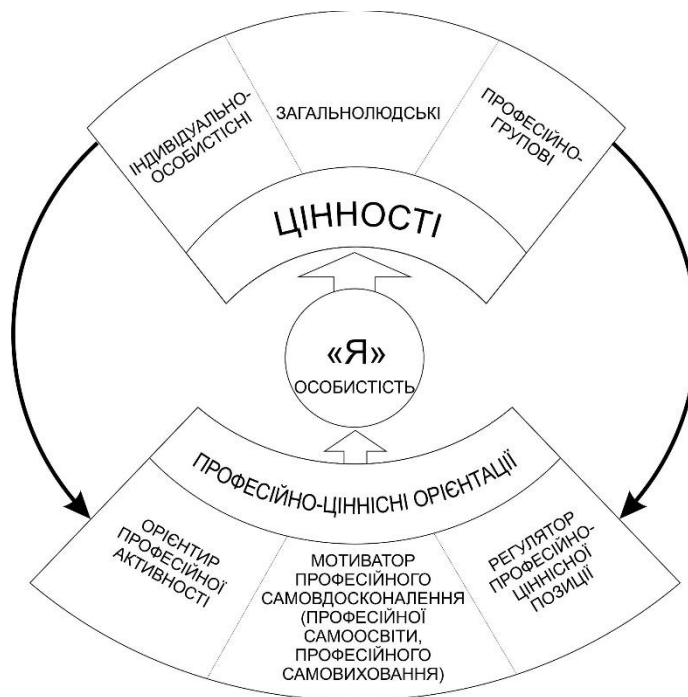 ІНДИВІДУАЛЬНО-
ОСОБИСТІСНІ
ЗАГАЛЬНОЛЮДСЬКІ
ПРОФЕСІЙНО-
ГРУПОВІ
ЦІННОСТІ
«Я»
ОСОБИСТІСТЬ
ПРОФЕСІЙНО-ЦІННІСНІ ОРІЄНТАЦІЇ
ОРІЄНТИР
ПРОФЕСІЙНОЇ
АКТИВНОСТІ
МОТИВАТОР
ПРОФЕСІЙНОГО
САМОВДОСКОНАЛЕННЯ
(ПРОФЕСІЙНОЇ
САМООСВІТИ,
ПРОФЕСІЙНОГО
САМОВИХОВАННЯ)
РЕГУЛЯТОР
ПРОФЕСІЙНО-
ЦІННІСНОЇ
ПОЗИЦІЇ